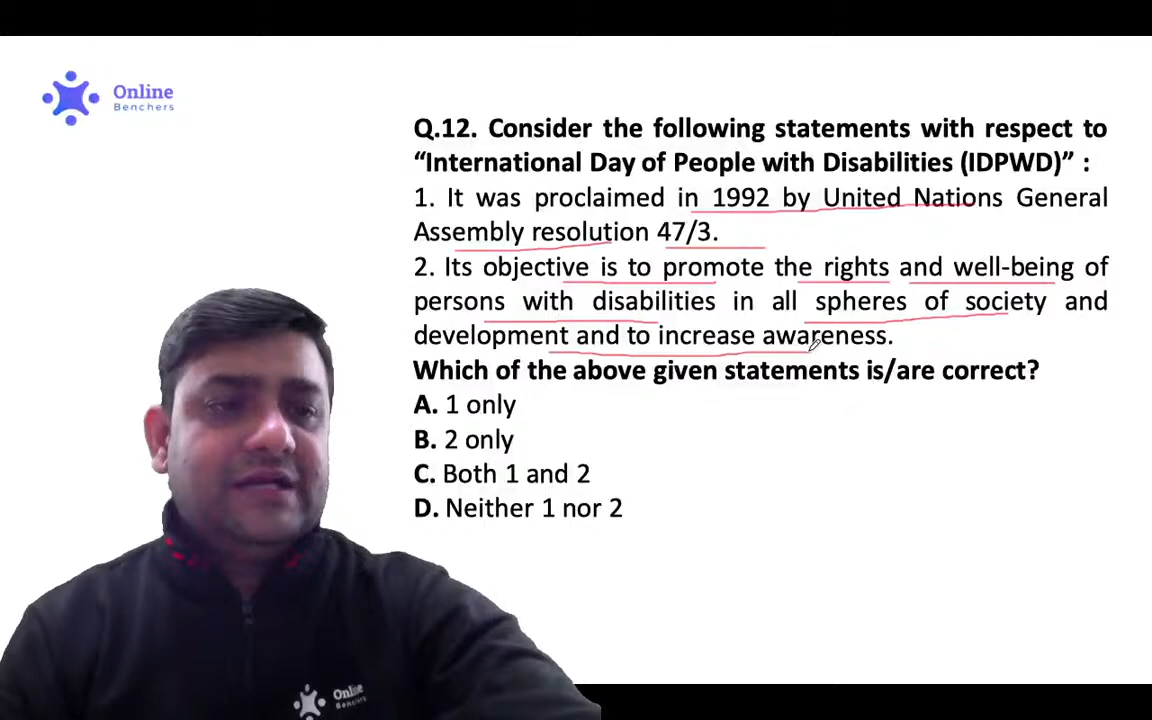 Online
Benchers
Q.12. Consider the following statements with respect to
“International Day of People with Disabilities (IDPWD)” :
1. It was proclaimed in 1992 by United Nations General
Assembly resolution 47/3.
2. Its objective is to promote the rights and well-being of
persons with disabilities in all spheres of society and
development and to increase awareness.
Which of the above given statements is/are correct?
A. 1 only
B. 2 only
C. Both 1 and 2
D. Neither 1 nor 2
Online
Benchers